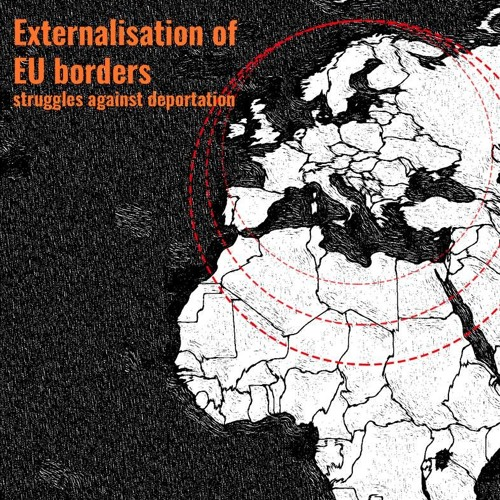 Externalisation of
EU borders
struggles against deportation